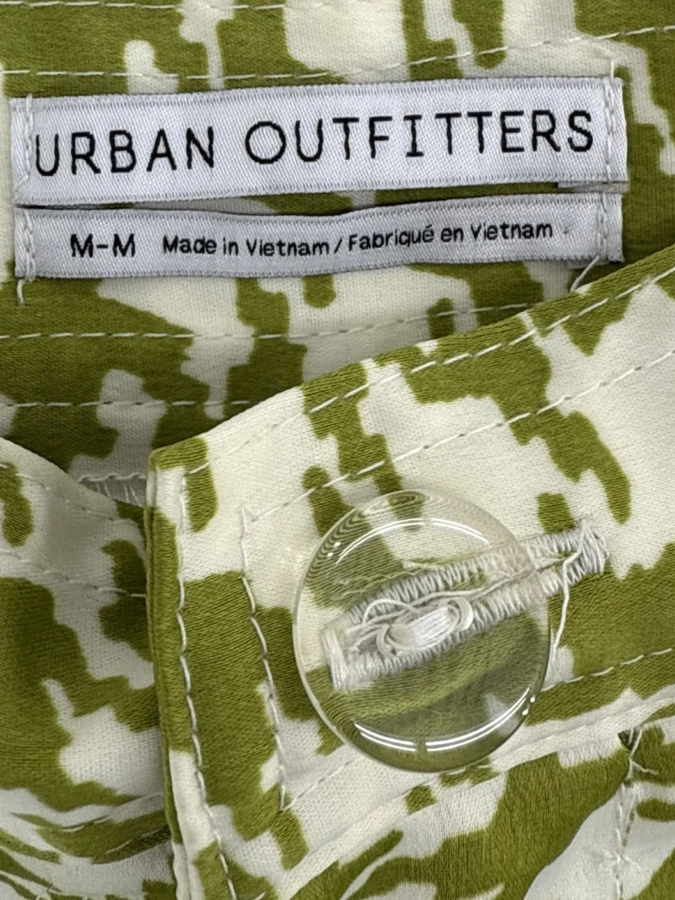 URBAN OUTFITTERS
M-M Made in Vietnam / Fabriqué en Vietnam